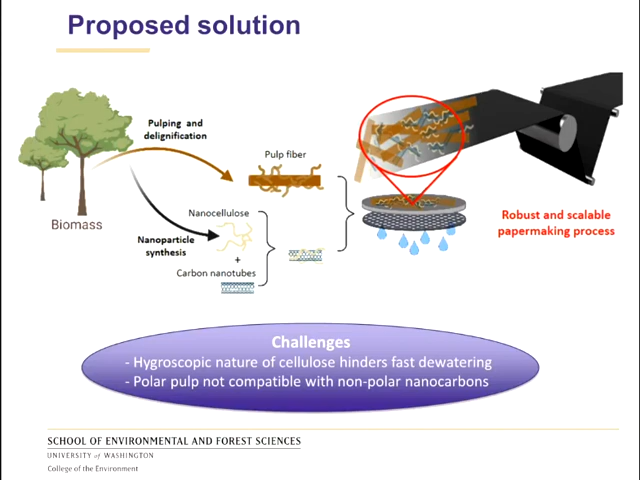 Proposed solution
Pulping and
delignification
Pulp fiber
Biomass
Nanocellulose
Nanoparticle
synthesis
+
Carbon nanotubes
Robust and scalable
papermaking process
Challenges
- Hygroscopic nature of cellulose hinders fast dewatering
- Polar pulp not compatible with non-polar nanocarbons
SCHOOL OF ENVIRONMENTAL AND FOREST SCIENCES
UNIVERSITY of WASHINGTON
College of the Environment